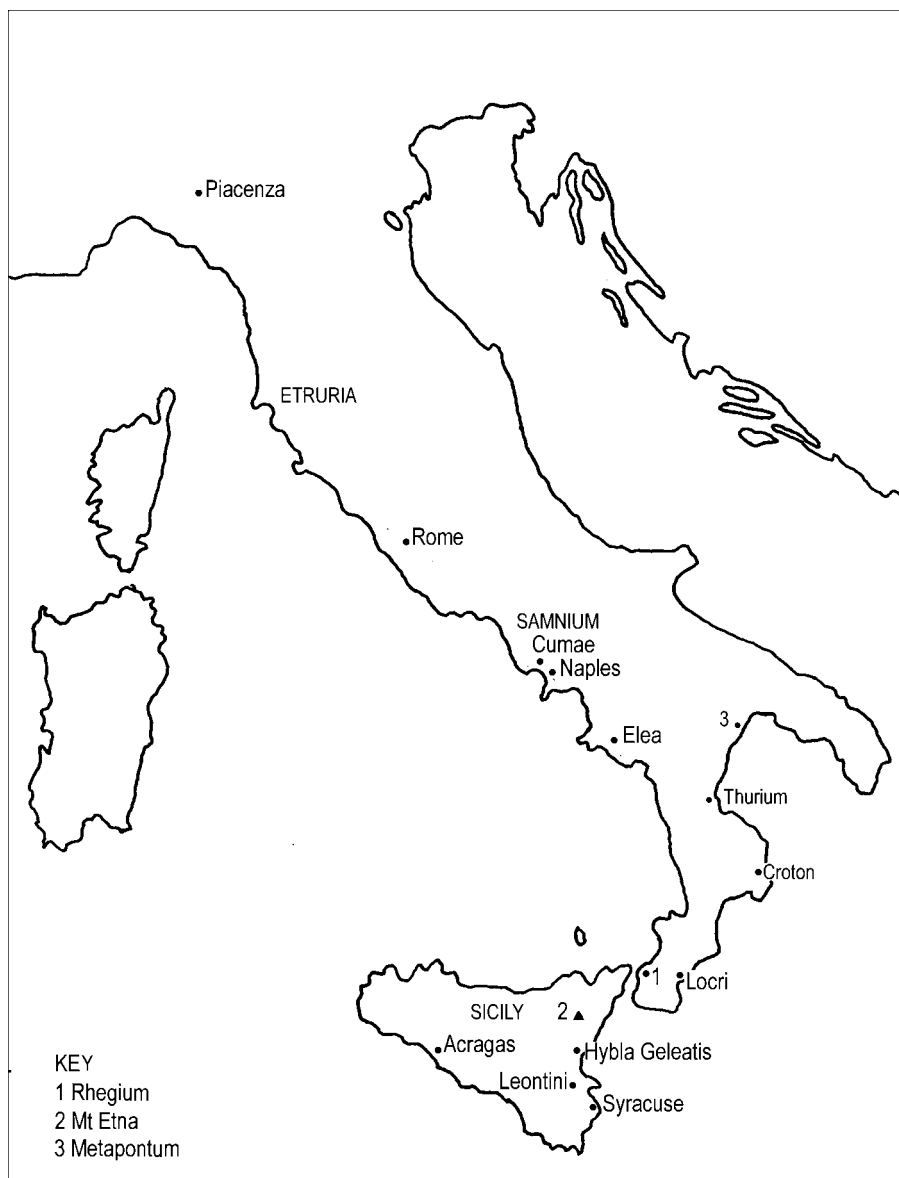 Piacenza
ETRURIA
Rome
SAMNIUM
Cumae
Naples
3
Elea
Thurium
Croton
1
Locri
SICILY
2
Acragas
Hybla Geleatis
Leontini
Syracuse
KEY
1 Rhegium
2 Mt Etna
3 Metapontum